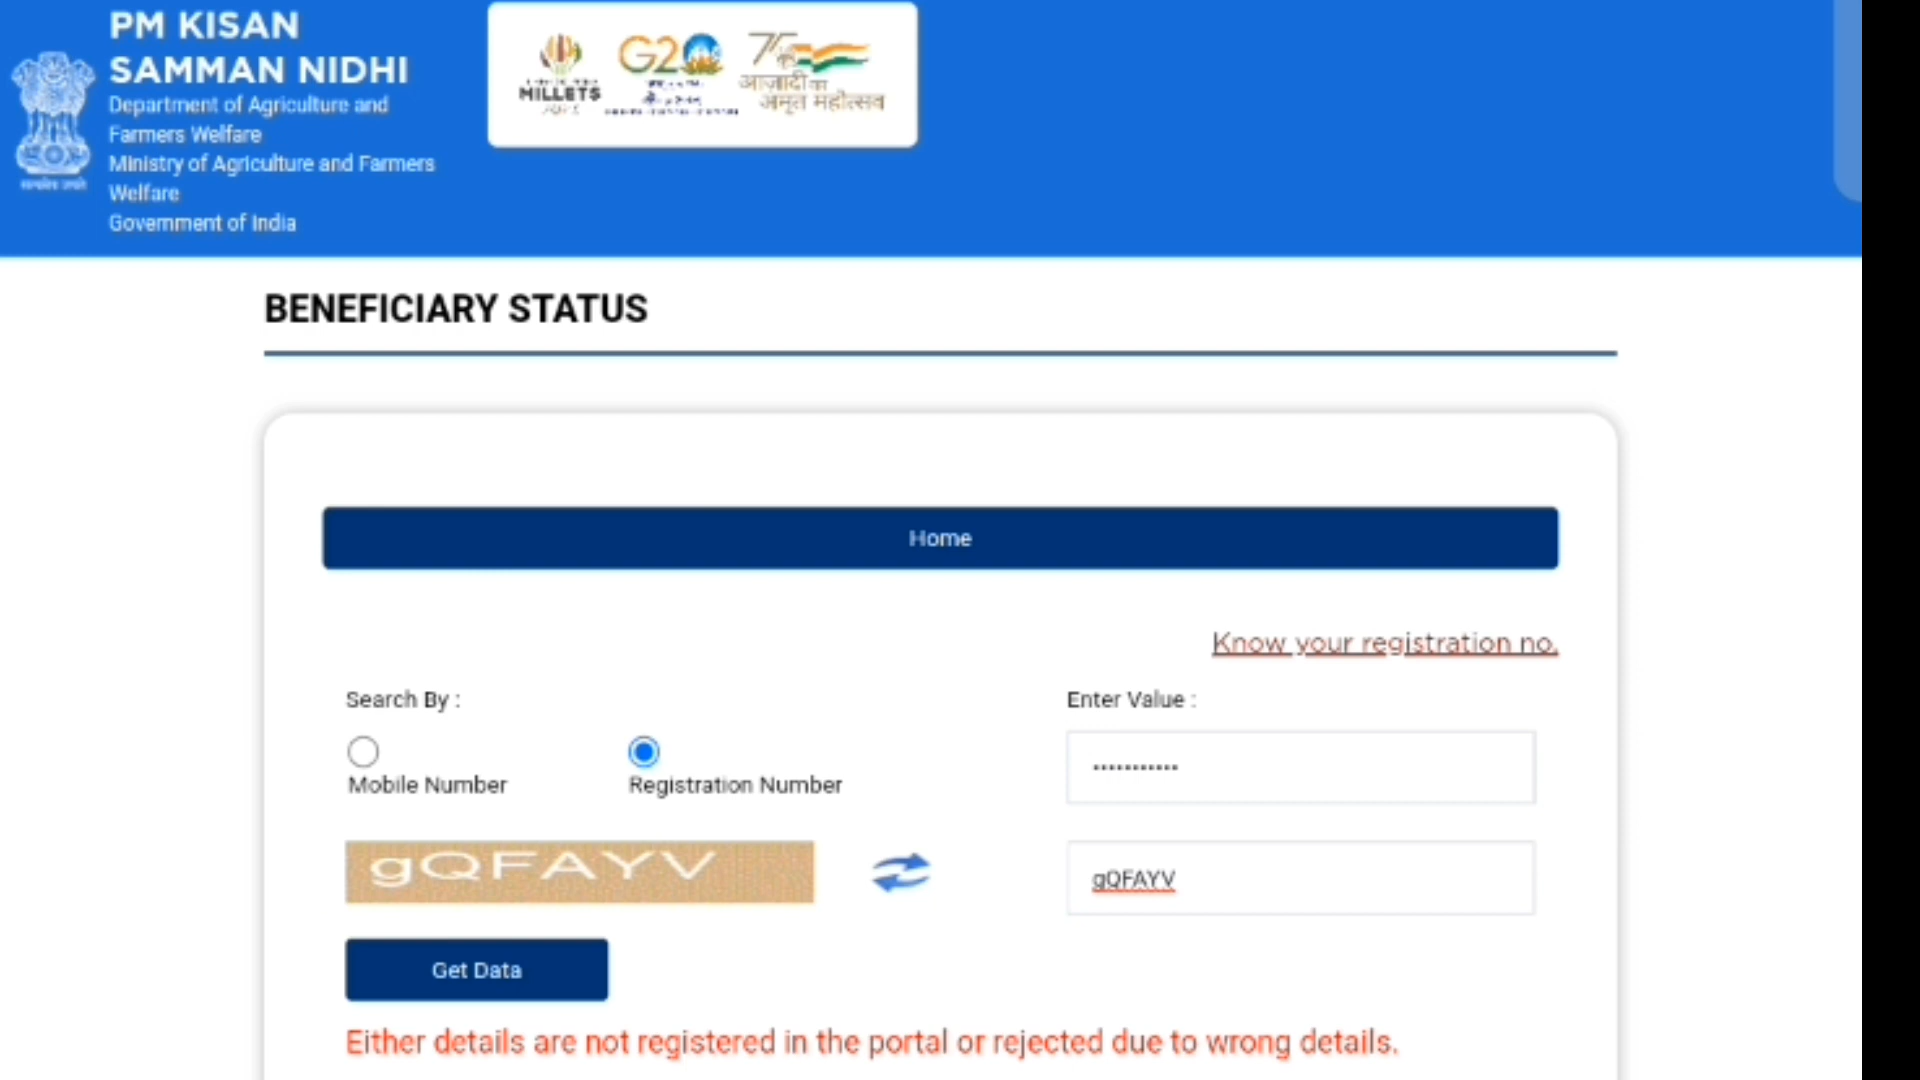 PM KISAN
SAMMAN NIDHI
Department of Agriculture and
Farmers Welfare
Ministry of Agriculture and Farmers
Welfare
Government of India
MILLETS
G20
आज़ादी का
अमृत महोत्सव
BENEFICIARY STATUS
Home
Know your registration no.
Search By :
Enter Value :
Mobile Number
Registration Number
gQFAYV
gQFAYV
Get Data
Either details are not registered in the portal or rejected due to wrong details.